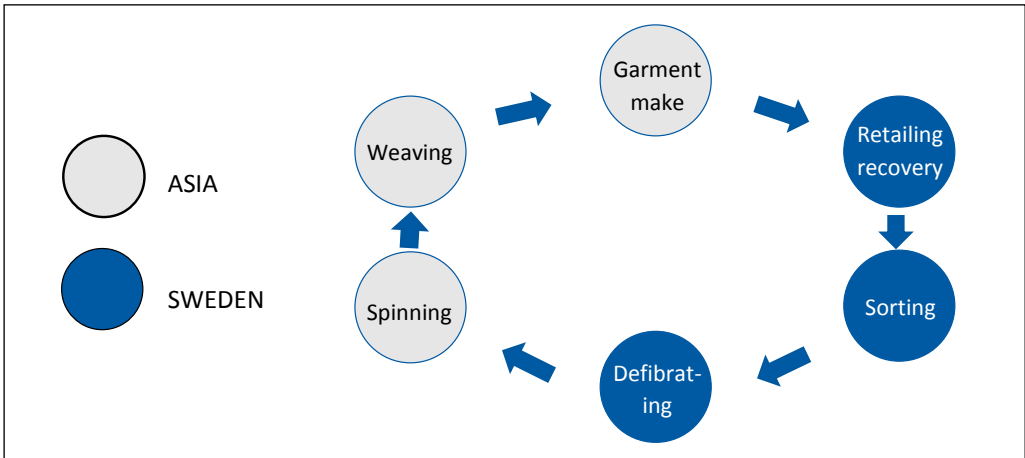 ASIA
SWEDEN
Garment
make
Weaving
Retailing
recovery
Spinning
Sorting
Defibrat-
ing